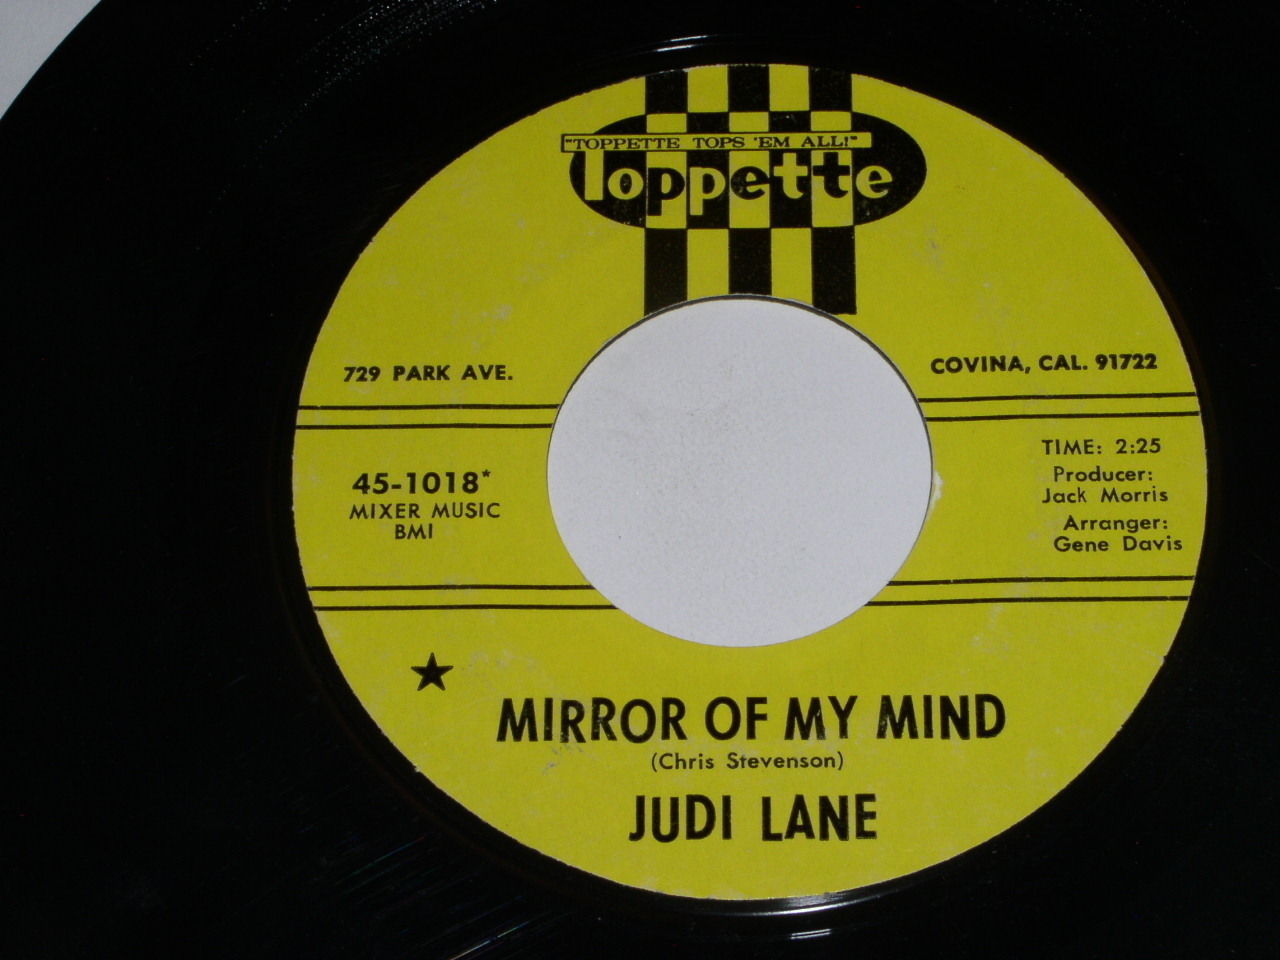 "TOPPETTE TOPS 'EM ALL!"
Toppette
729 PARK AVE.
COVINA, CAL. 91722
45-1018*
MIXER MUSIC
BMI
TIME: 2:25
Producer:
Jack Morris
Arranger:
Gene Davis
MIRROR OF MY MIND
(Chris Stevenson)
JUDI LANE